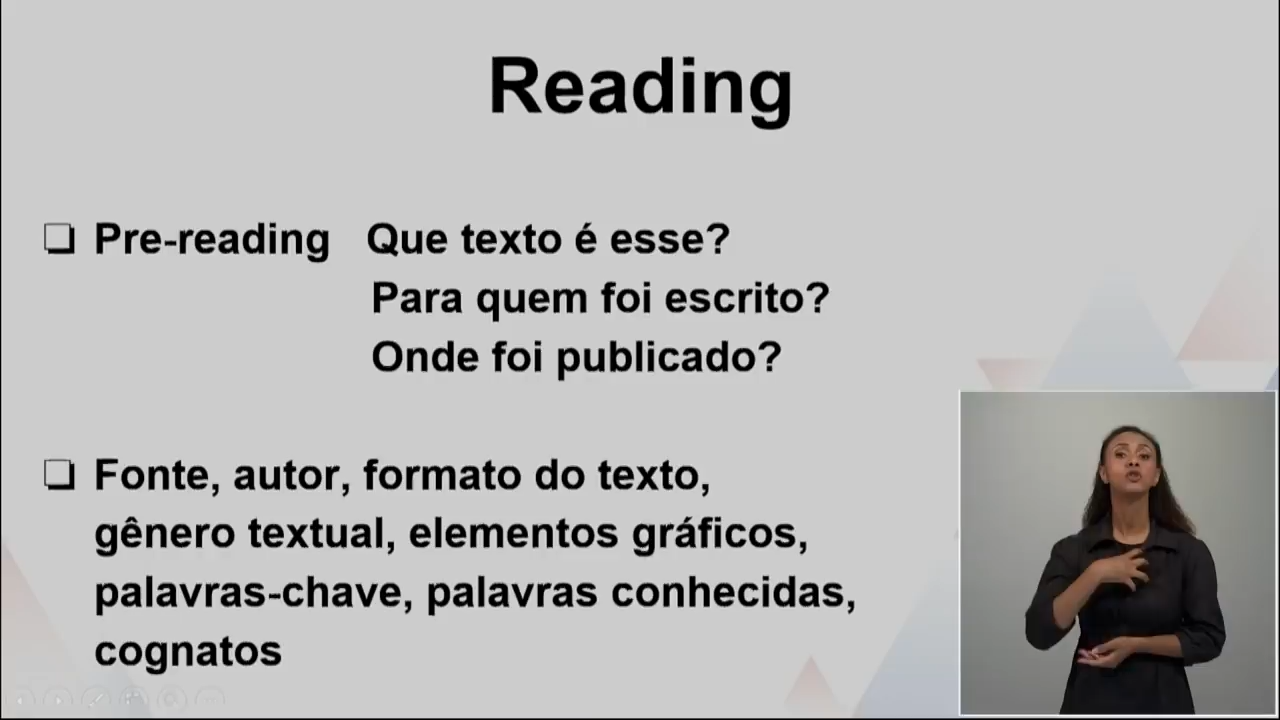 Reading
❏ Pre-reading Que texto é esse?
Para quem foi escrito?
Onde foi publicado?
❏ Fonte, autor, formato do texto,
gênero textual, elementos gráficos,
palavras-chave, palavras conhecidas,
cognatos